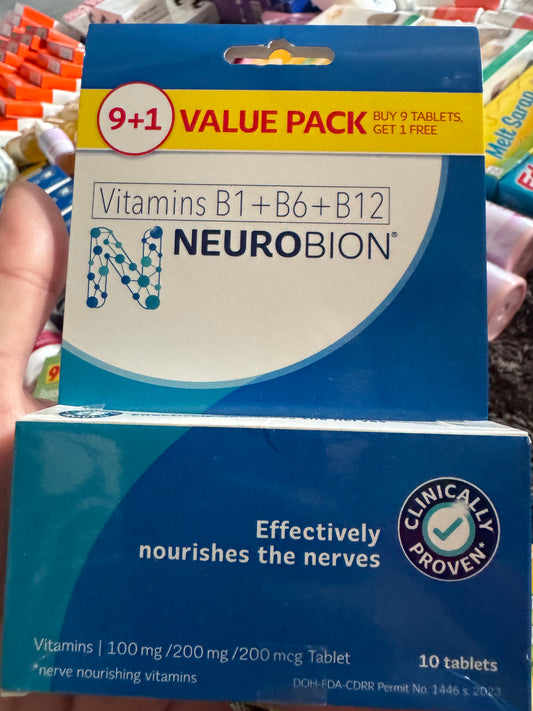 9+1 VALUE PACK BUY 9 TABLETS,
GET 1 FREE
Melt Sarap
Vitamins B1+B6+B12
NEUROBION®
Effectively
nourishes the nerves
CLINICALLY
PROVEN*
Vitamins | 100 mg /200 mg /200 mcg Tablet
10 tablets
*nerve nourishing vitamins
DOH-FDA-CDRR Permit No. 1446 s. 2023